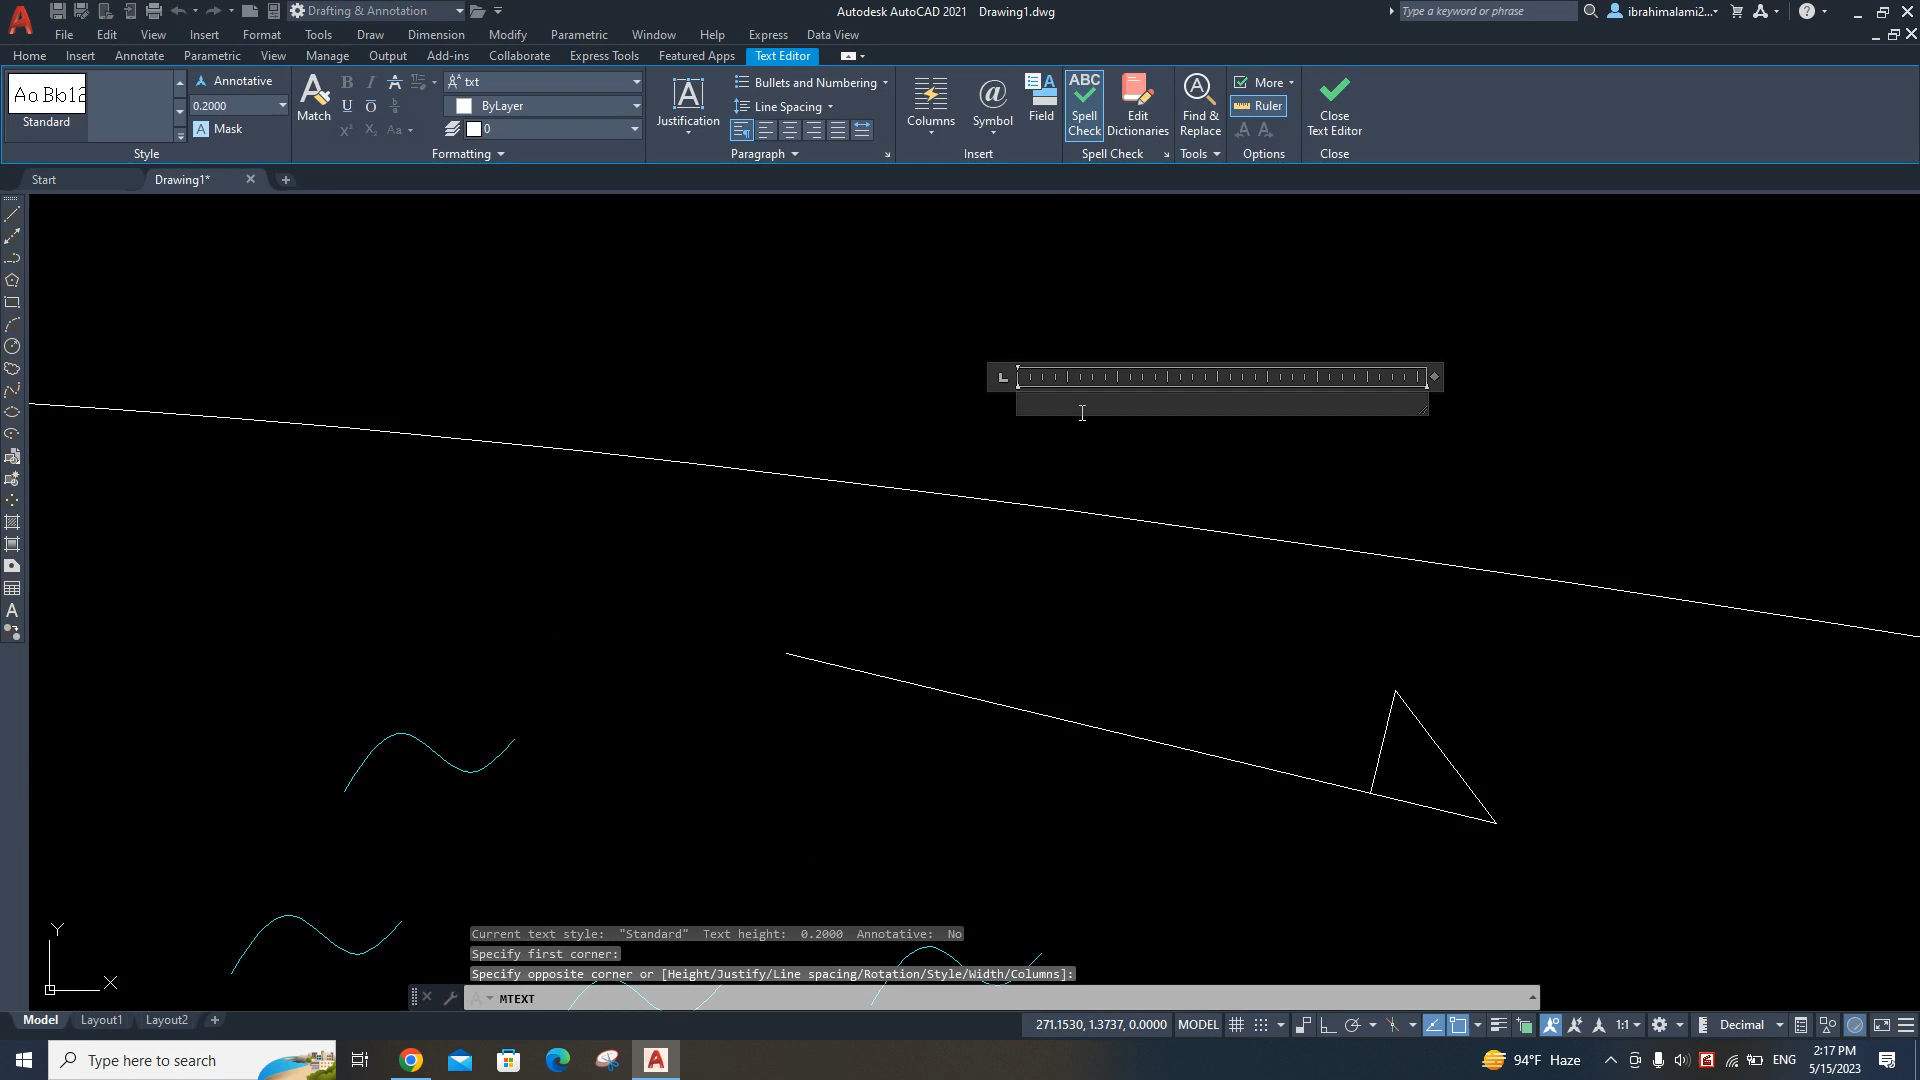 Drafting & Annotation
Autodesk AutoCAD 2021 Drawing1.dwg
Type a keyword or phrase
ibrahimalami2...
File Edit View Insert Format Tools Draw Dimension Modify Parametric Window Help Express Data View
Home Insert Annotate Parametric View Manage Output Add-ins Collaborate Express Tools Featured Apps Text Editor
AaBb12
Standard
Annotative
0.2000
Mask
Style
Match
txt
ByLayer
0
Formatting
Justification
Bullets and Numbering
Line Spacing
Paragraph
Columns
Symbol
Field
Insert
ABC
Spell
Check
Edit
Dictionaries
Spell Check
Find &
Replace
Tools
More
Ruler
Options
Close
Text Editor
Close
Start
Drawing1*
Y
X
Current text style: "Standard" Text height: 0.2000 Annotative: No
Specify first corner:
Specify opposite corner or [Height/Justify/Line spacing/Rotation/Style/Width/Columns]:
MTEXT
Model Layout1 Layout2
271.1530, 1.3737, 0.0000 MODEL 1:1 Decimal
Type here to search
94°F Haze
ENG
2:17 PM
5/15/2023